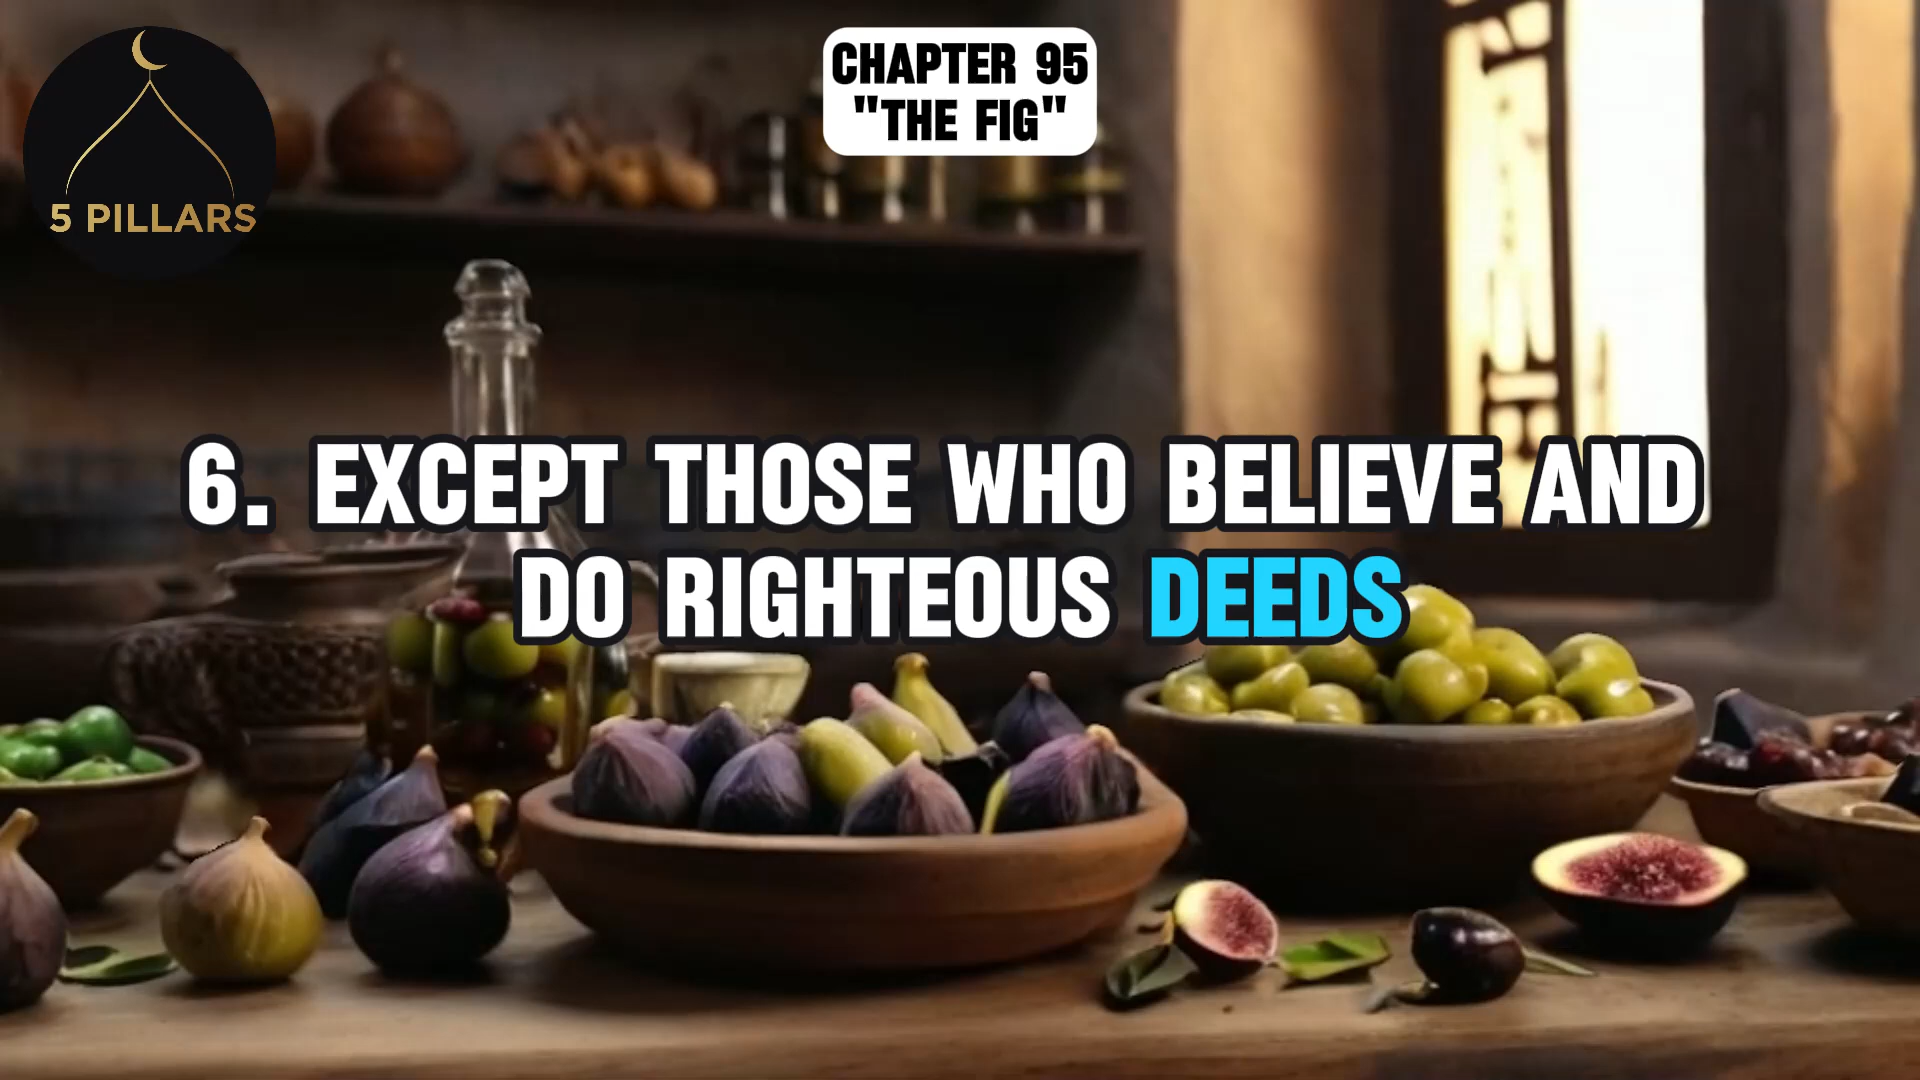 5 PILLARS
CHAPTER 95
"THE FIG"
6. EXCEPT THOSE WHO BELIEVE AND
DO RIGHTEOUS DEEDS